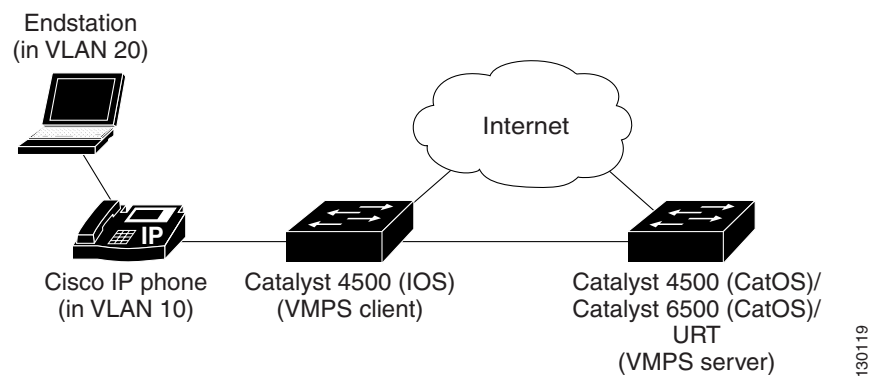 Endstation
(in VLAN 20)
Internet
IP
Cisco IP phone
(in VLAN 10)
Catalyst 4500 (IOS)
(VMPS client)
Catalyst 4500 (CatOS)/
Catalyst 6500 (CatOS)/
URT
(VMPS server)
130119